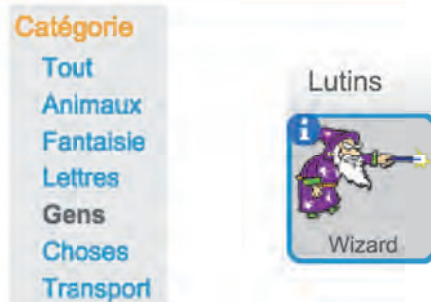 Catégorie
Tout
Animaux
Fantaisie
Lettres
Gens
Choses
Transport
Lutins
i
Wizard